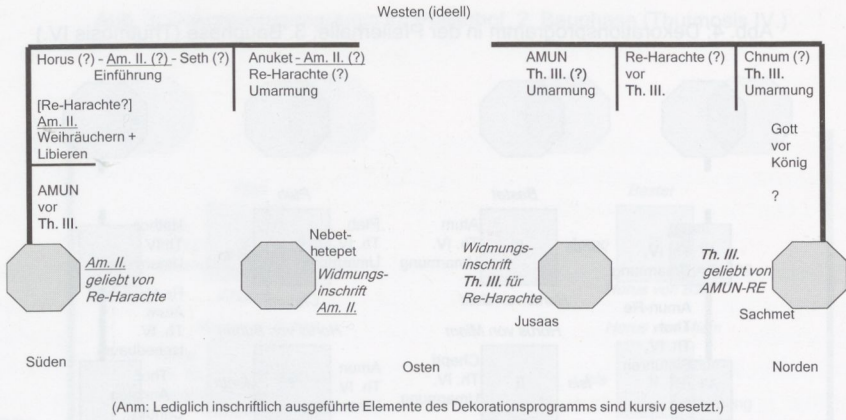 Westen (ideell)
Horus (?) - Am. II. (?) - Seth (?)
Einführung
[Re-Harachte?]
Am. II.
Weihräuchern +
Libieren
AMUN
vor
Th. III.
Anuket - Am. II. (?)
Re-Harachte (?)
Umarmung
AMUN
Th. III. (?)
Umarmung
Re-Harachte (?)
vor
Th. III.
Chnum (?)
Th. III.
Umarmung
Gott
vor
König
?
Am. II.
geliebt von
Re-Harachte
Nebet-
hetepet
Widmungs-
inschrift
Am. II.
Widmungs-
inschrift
Th. III. für
Re-Harachte
Jusaas
Th. III.
geliebt von
AMUN-RE
Sachmet
Süden
Osten
Norden
(Anm: Lediglich inschriftlich ausgeführte Elemente des Dekorationsprogramms sind kursiv gesetzt.)